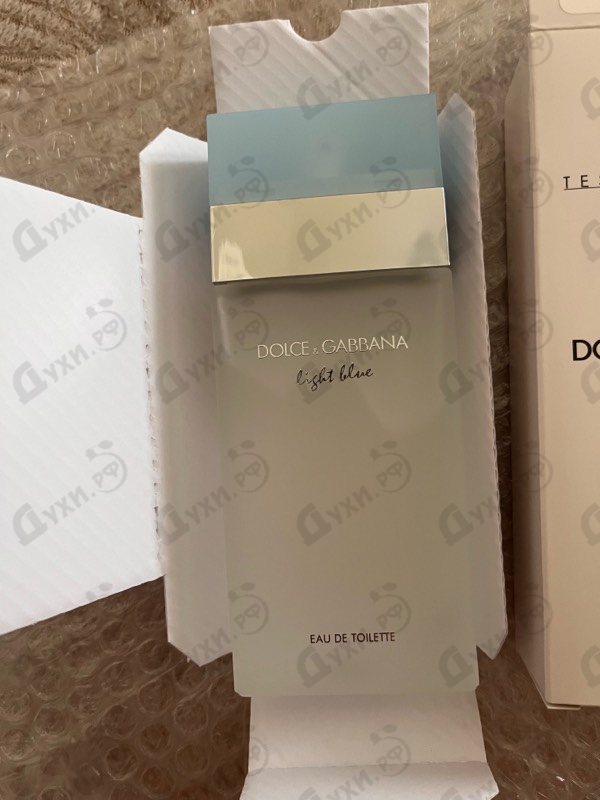 DOLCE & GABBANA
light blue
EAU DE TOILETTE
TES
DO
Духи.рф